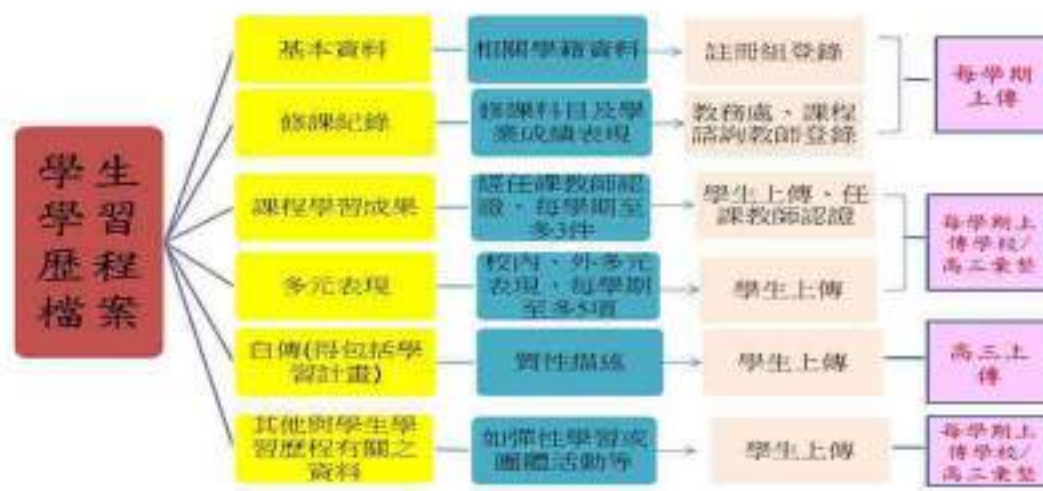 學生
學習
歷程
檔案
基本資料
相關學籍資料
註冊組登錄
每學期
上傳
修課紀錄
修課科目及學
業成績表現
教務處、課程
諮詢教師登錄
課程學習成果
經任課教師認
證，每學期至
多3件
學生上傳、任
課教師認證
每學期上
傳學校/
高三彙整
多元表現
校內、外多元
表現，每學期
至多5項
學生上傳
自傳(得包括學
習計畫)
質性描述
學生上傳
高三上
傳
其他與學生學
習歷程有關之
資料
如彈性學習或
團體活動等
學生上傳
每學期上
傳學校/
高三彙整